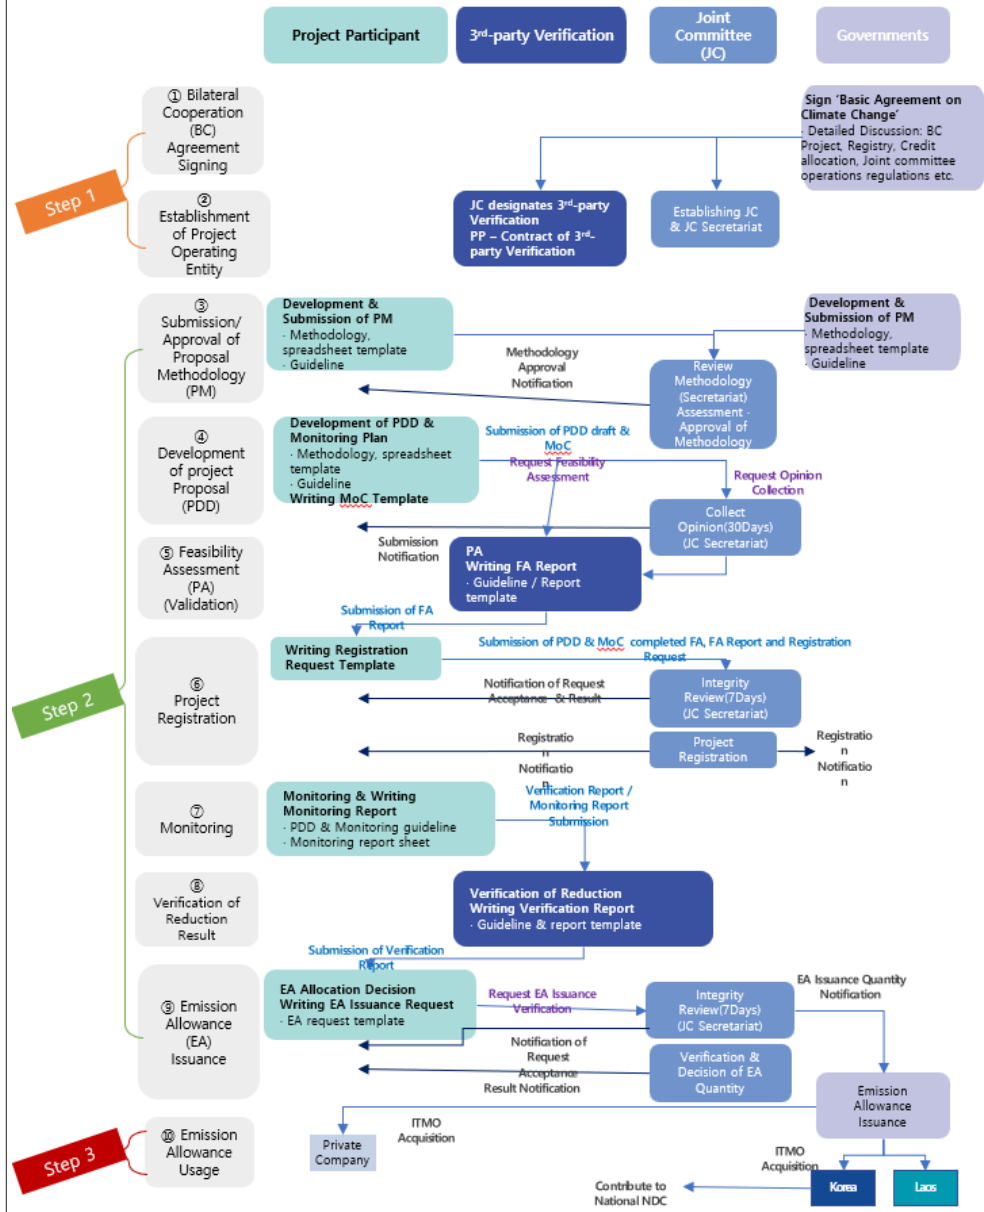 Project Participant
3rd-party Verification
Joint
Committee
(JC)
Governments
Step 1
① Bilateral
Cooperation
(BC)
Agreement
Signing
Sign ‘Basic Agreement on
Climate Change’
· Detailed Discussion: BC
Project, Registry, Credit
allocation, Joint committee
operations regulations etc.
②
Establishment
of Project
Operating
Entity
JC designates 3rd-party
Verification
PP – Contract of 3rd-
party Verification
Establishing JC
& JC Secretariat
Step 2
③
Submission/
Approval of
Proposal
Methodology
(PM)
Development &
Submission of PM
· Methodology,
spreadsheet template
· Guideline
Methodology
Approval
Notification
Review
Methodology
(Secretariat)
Assessment ·
Approval of
Methodology
Development &
Submission of PM
· Methodology,
spreadsheet template
· Guideline
④
Development
of project
Proposal
(PDD)
Development of PDD &
Monitoring Plan
· Methodology, spreadsheet
template
· Guideline
Writing MoC Template
Submission of PDD draft &
MoC
Request Feasibility
Assessment
Request Opinion
Collection
Collect
Opinion(30Days)
(JC Secretariat)
Submission
Notification
⑤ Feasibility
Assessment
(PA)
(Validation)
PA
Writing FA Report
· Guideline / Report
template
Submission of FA
Report
⑥
Project
Registration
Writing Registration
Request Template
Submission of PDD & MoC completed FA, FA Report and Registration
Request
Notification of Request
Acceptance & Result
Integrity
Review(7Days)
(JC Secretariat)
Registratio
n
Notificatio
n
Project
Registration
Registratio
n
Notificatio
n
⑦
Monitoring
Monitoring & Writing
Monitoring Report
· PDD & Monitoring guideline
· Monitoring report sheet
Verification Report /
Monitoring Report
Submission
⑧
Verification of
Reduction
Result
Verification of Reduction
Writing Verification Report
· Guideline & report template
Submission of Verification
Report
⑨ Emission
Allowance
(EA)
Issuance
EA Allocation Decision
Writing EA Issuance Request
· EA request template
Request EA Issuance
Verification
Integrity
Review(7Days)
(JC Secretariat)
EA Issuance Quantity
Notification
Notification of
Request
Acceptance
Result Notification
Verification &
Decision of EA
Quantity
Emission
Allowance
Issuance
Step 3
⑩ Emission
Allowance
Usage
Private
Company
ITMO
Acquisition
ITMO
Acquisition
Korea
Laos
Contribute to
National NDC